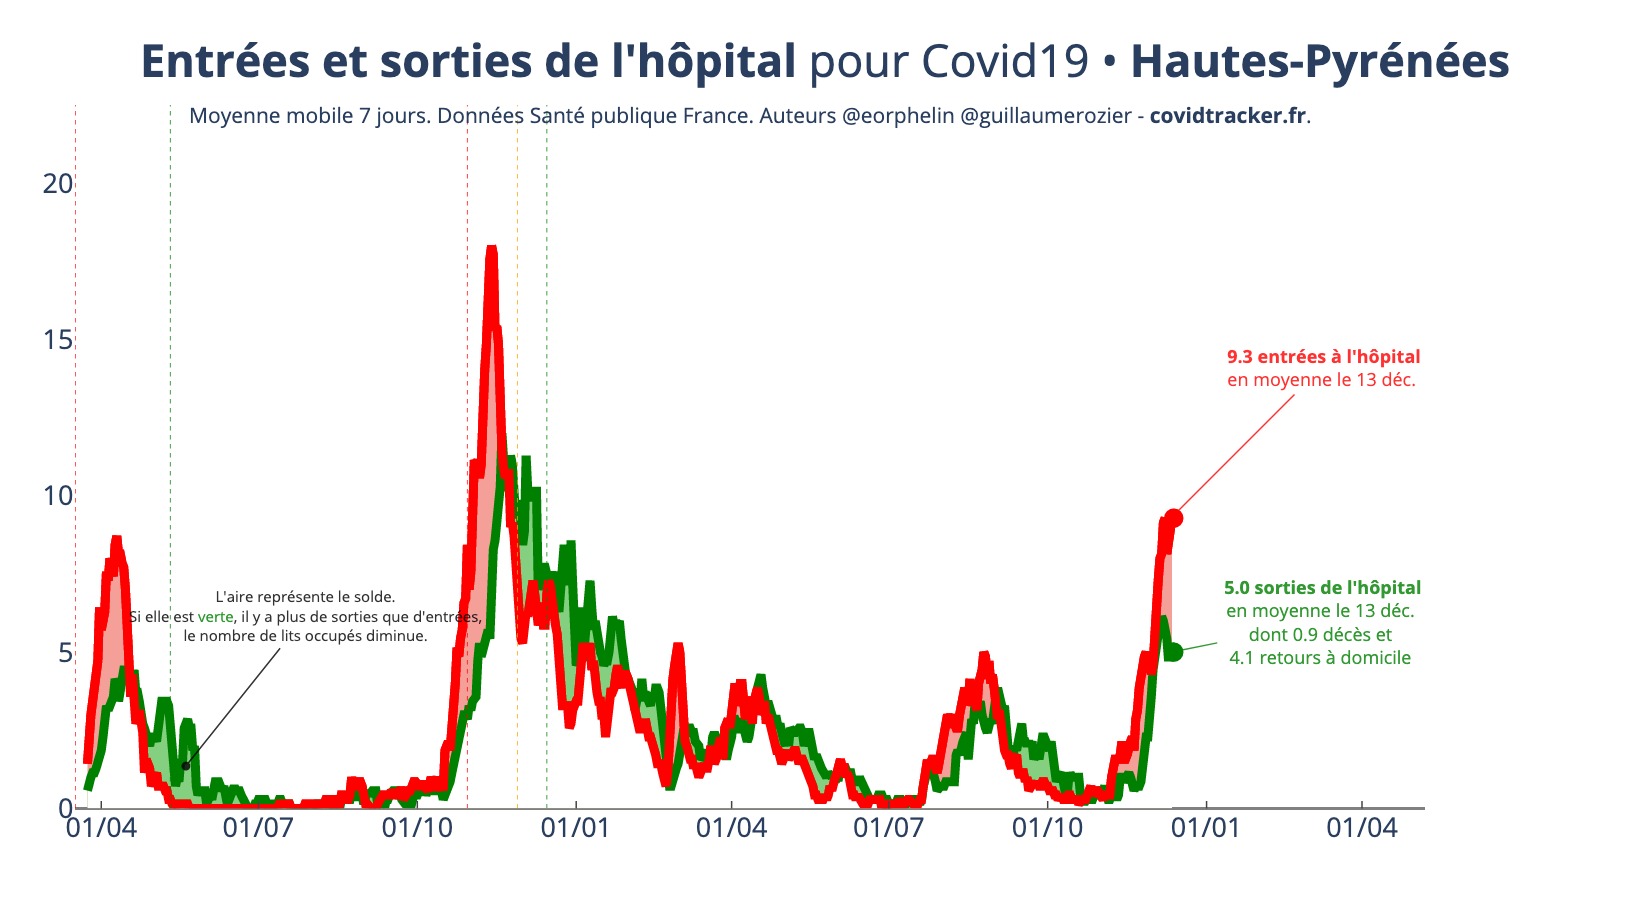 Entrées et sorties de l'hôpital pour Covid19 • Hautes-Pyrénées
Moyenne mobile 7 jours. Données Santé publique France. Auteurs @eorphelin @guillaumerozier - covidtracker.fr.
20
15
10
5
0
9.3 entrées à l'hôpital
en moyenne le 13 déc.
5.0 sorties de l'hôpital
en moyenne le 13 déc.
dont 0.9 décès et
4.1 retours à domicile
L'aire représente le solde.
Si elle est verte, il y a plus de sorties que d'entrées,
le nombre de lits occupés diminue.
01/04 01/07 01/10 01/01 01/04 01/07 01/10 01/01 01/04